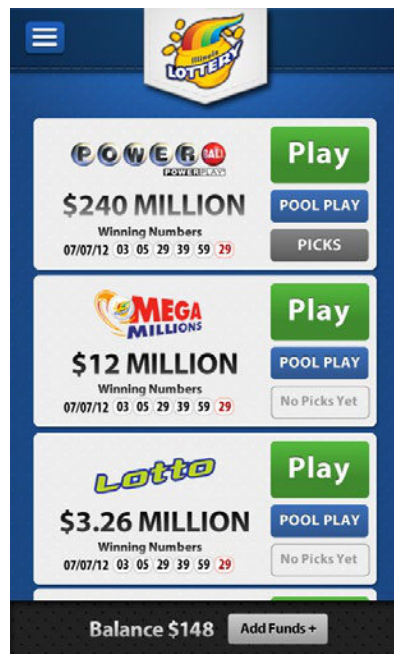 Illinois
LOTTERY
POWER BALL
POWERPLAY
Play
$240 MILLION
POOL PLAY
Winning Numbers
07/07/12 03 05 29 39 59 29
PICKS
MEGA
MILLIONS
Play
$12 MILLION
POOL PLAY
Winning Numbers
07/07/12 03 05 29 39 59 29
No Picks Yet
Lotto
Play
$3.26 MILLION
POOL PLAY
Winning Numbers
07/07/12 03 05 29 39 59 29
No Picks Yet
Balance $148 Add Funds +